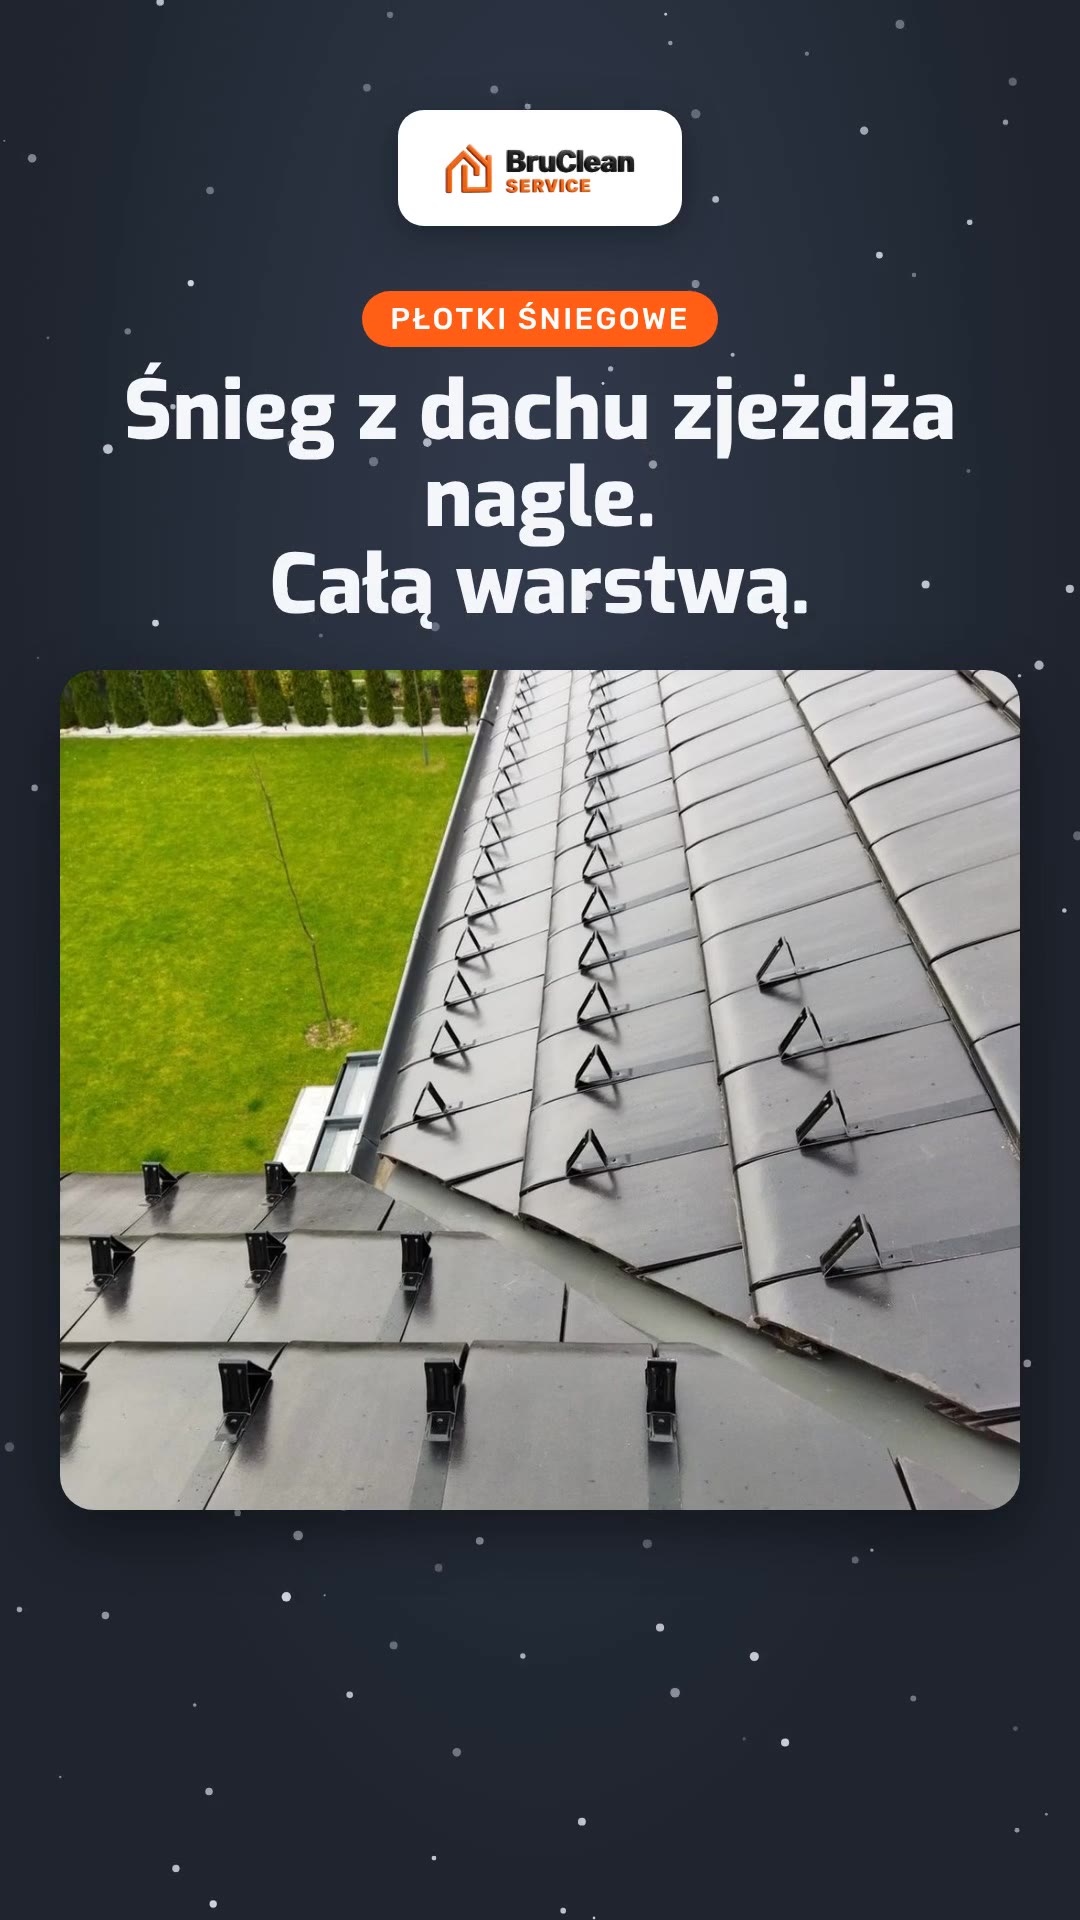 BruClean
SERVICE
PŁOTKI ŚNIEGOWE
Śnieg z dachu zjeżdża
nagle.
Całą warstwą.